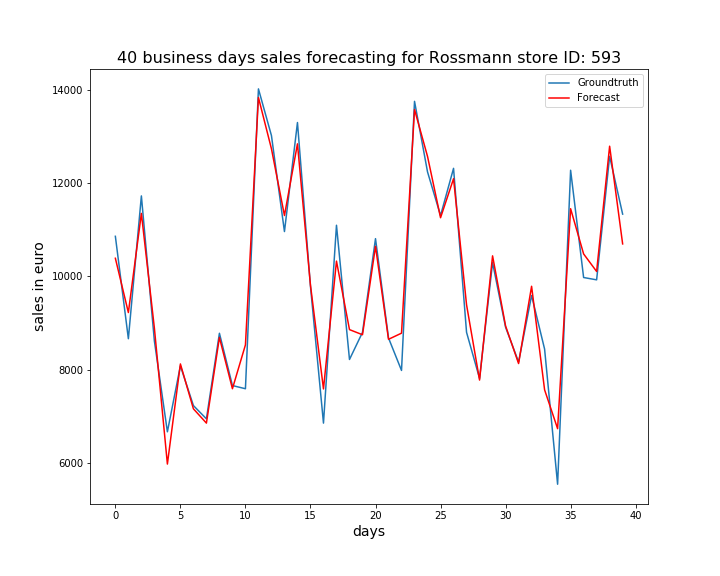 40 business days sales forecasting for Rossmann store ID: 593
Groundtruth
Forecast
14000
12000
10000
8000
6000
sales in euro
0 5 10 15 20 25 30 35 40
days